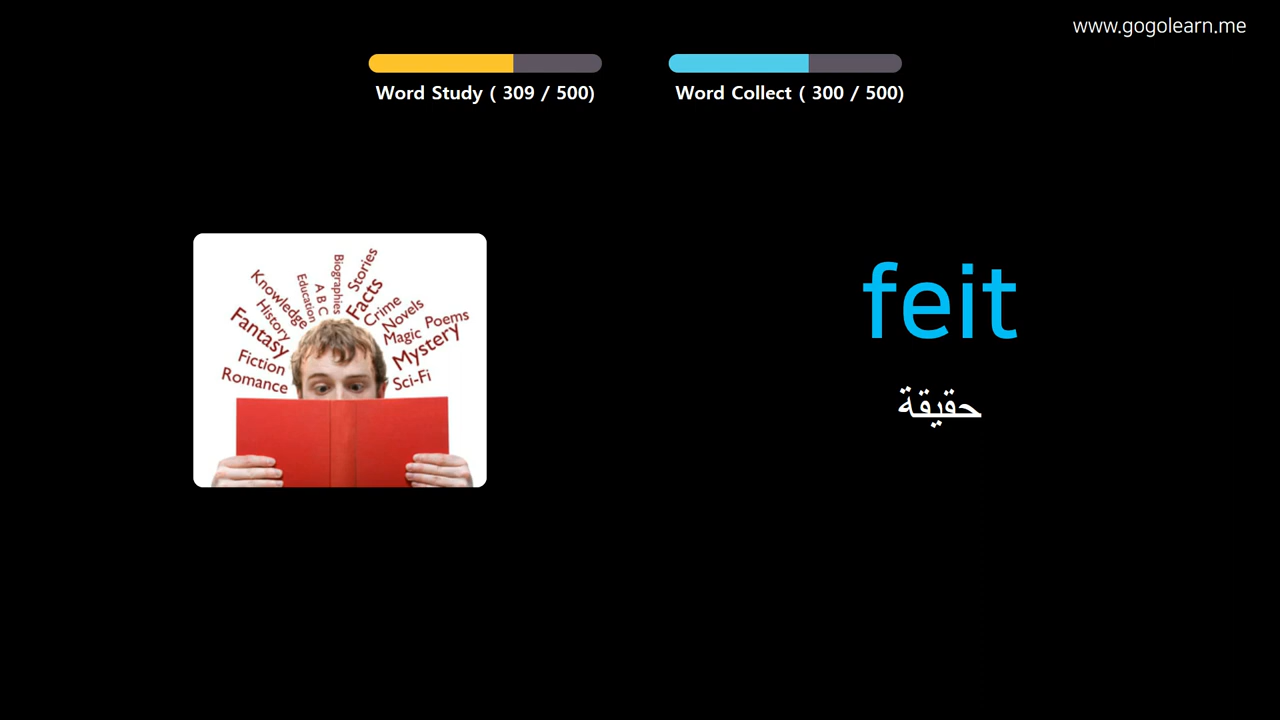 www.gogolearn.me
Word Study ( 309 / 500)
Word Collect ( 300 / 500)
Knowledge
History
Fantasy
Fiction
Romance
Education
A B C
Biographies
Stories
Facts
Crime
Novels
Magic
Poems
Mystery
Sci-Fi
feit
حقيقة